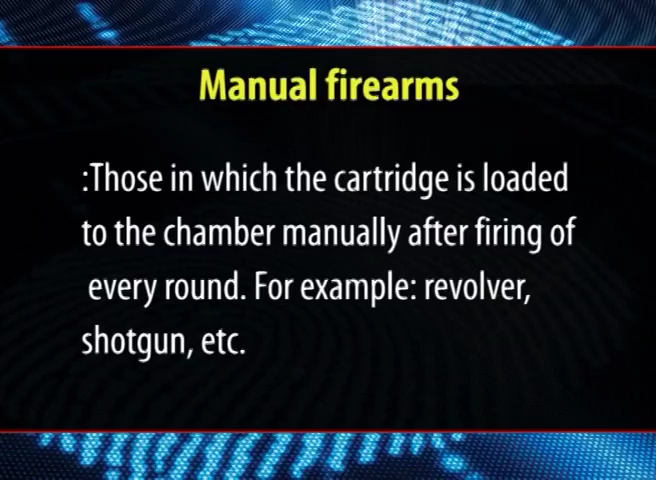 Manual firearms
:Those in which the cartridge is loaded
to the chamber manually after firing of
every round. For example: revolver,
shotgun, etc.